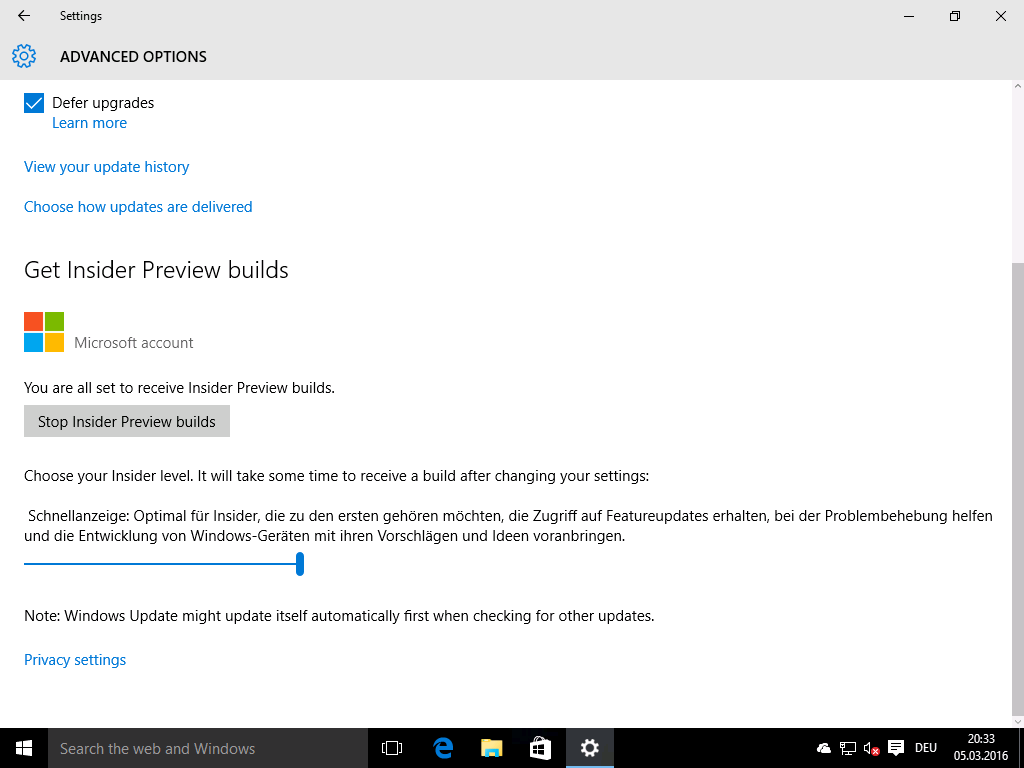 Settings
ADVANCED OPTIONS
Defer upgrades
Learn more
View your update history
Choose how updates are delivered
Get Insider Preview builds
Microsoft account
You are all set to receive Insider Preview builds.
Stop Insider Preview builds
Choose your Insider level. It will take some time to receive a build after changing your settings:
Schnellanzeige: Optimal für Insider, die zu den ersten gehören möchten, die Zugriff auf Featureupdates erhalten, bei der Problembehebung helfen
und die Entwicklung von Windows-Geräten mit ihren Vorschlägen und Ideen voranbringen.
Note: Windows Update might update itself automatically first when checking for other updates.
Privacy settings
Search the web and Windows
DEU
20:33
05.03.2016